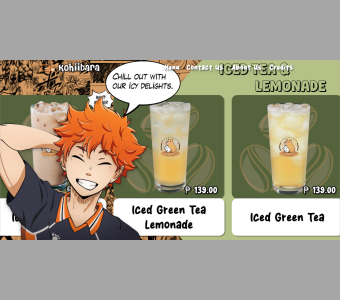 Kohiibara
Home Contact Us About Us Credits
ICED TEA &
LEMONADE
CHILL OUT WITH
OUR ICY DELIGHTS.
₱ 139.00
₱ 139.00
Iced Green Tea
Lemonade
Iced Green Tea